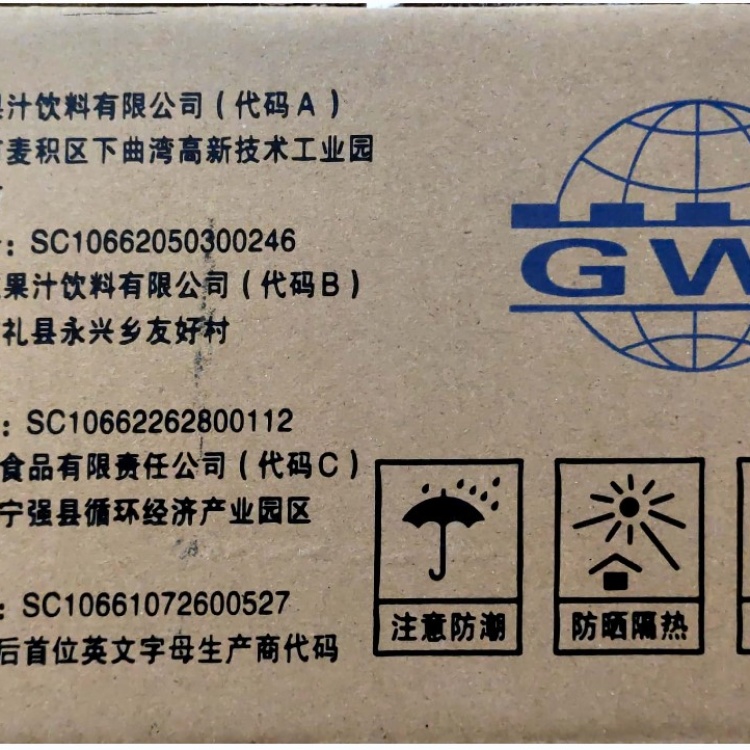 果汁饮料有限公司（代码A）
麦积区下曲湾高新技术工业园
：SC10662050300246
果汁饮料有限公司（代码B）
礼县永兴乡友好村
：SC10662262800112
食品有限责任公司（代码C）
宁强县循环经济产业园区
：SC10661072600527
后首位英文字母生产商代码
GW
注意防潮
防晒隔热